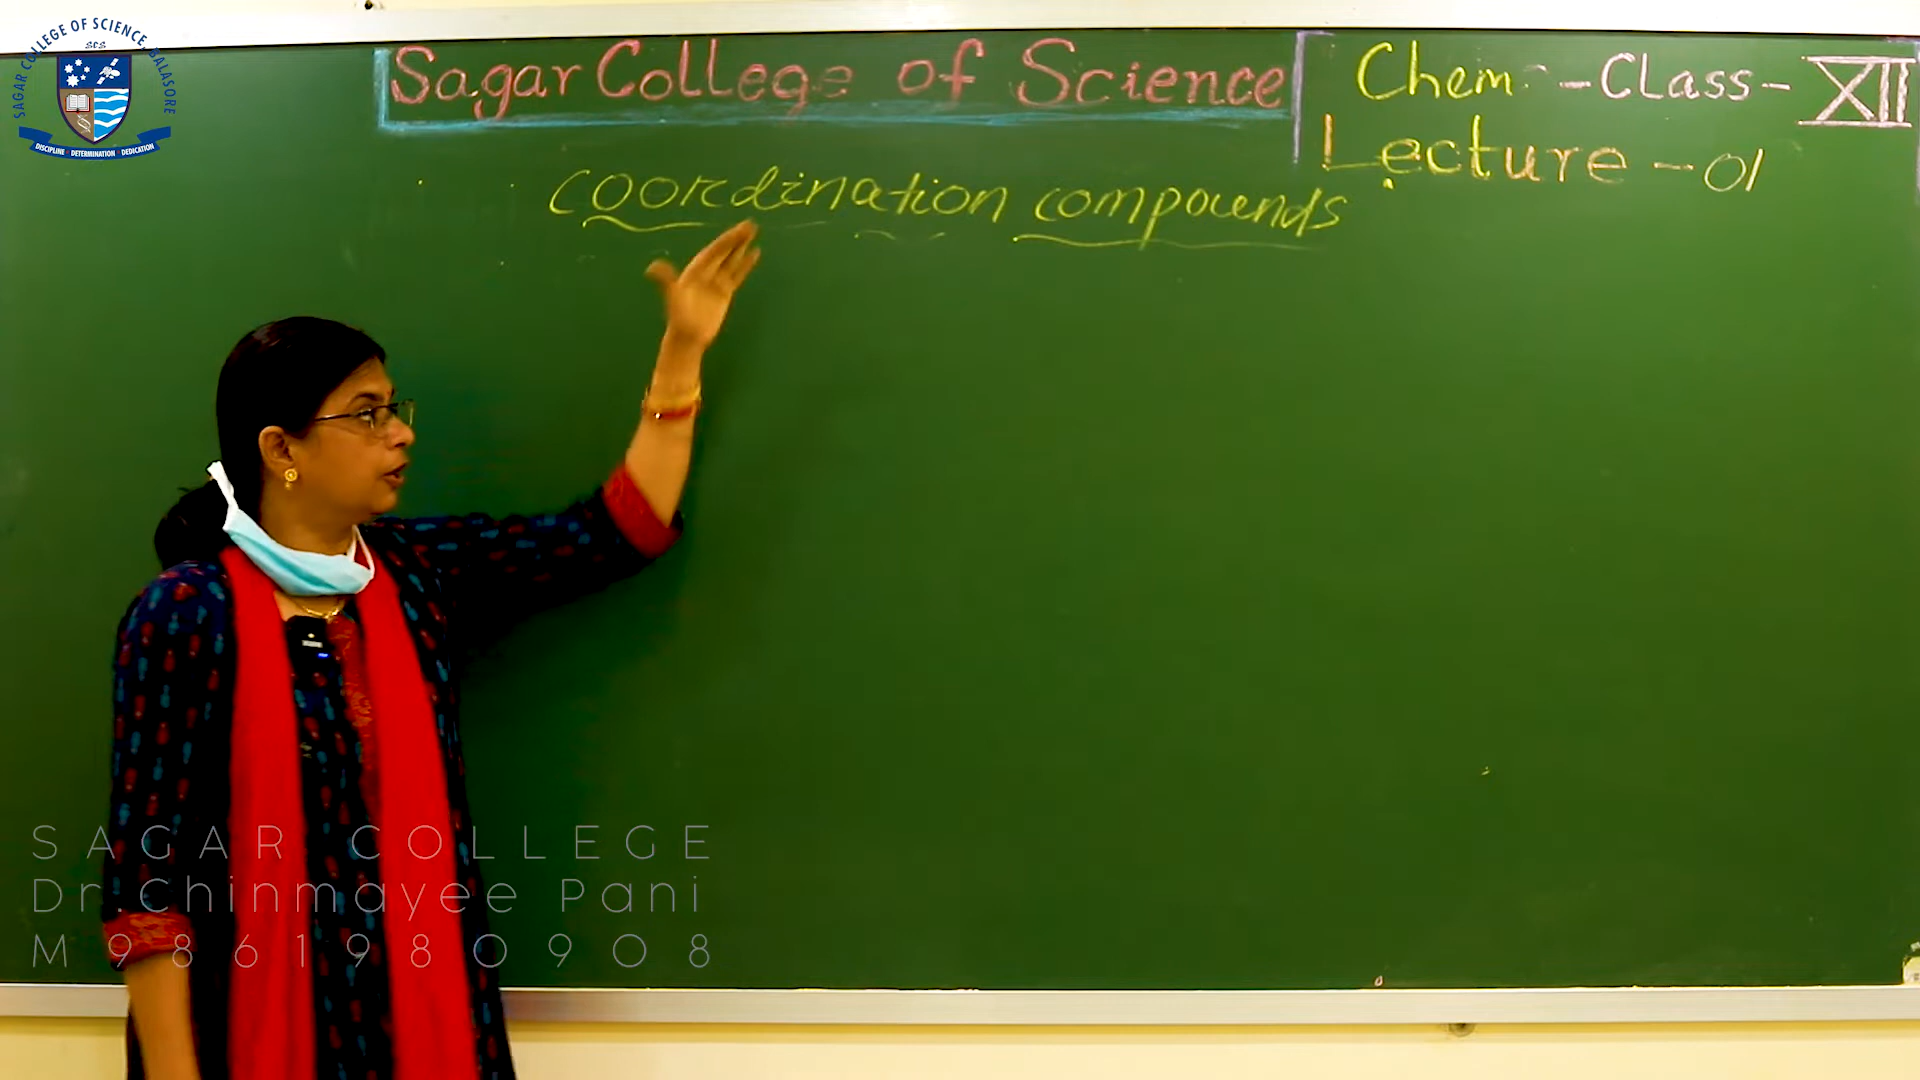 SAGAR COLLEGE OF SCIENCE, BALASORE
SCS
DISCIPLINE DETERMINATION DEDICATION
Sagar College of Science
Chem - Class - XII
Lecture - 01
coordination compounds
SAGAR COLLEGE
Dr.Chinmayee Pani
M 9861980908